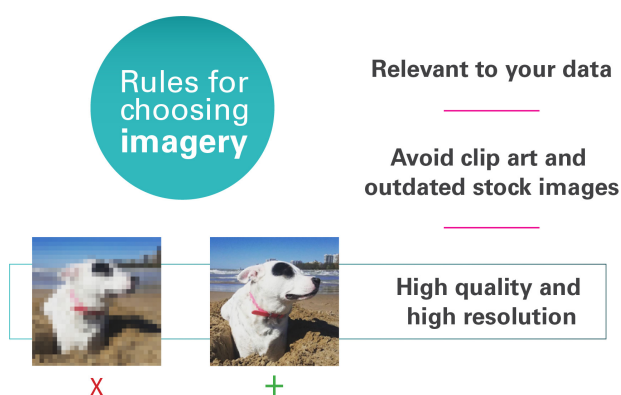 Rules for
choosing
imagery
Relevant to your data
Avoid clip art and
outdated stock images
High quality and
high resolution
X
+